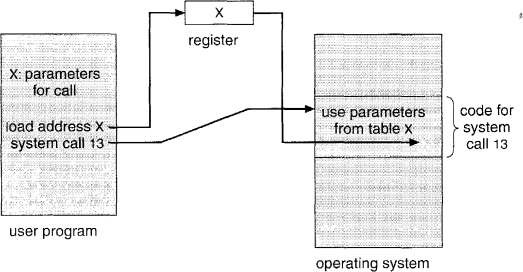 X
register
X: parameters
for call
load address X
system call 13
user program
use parameters
from table X
code for
system
call 13
operating system